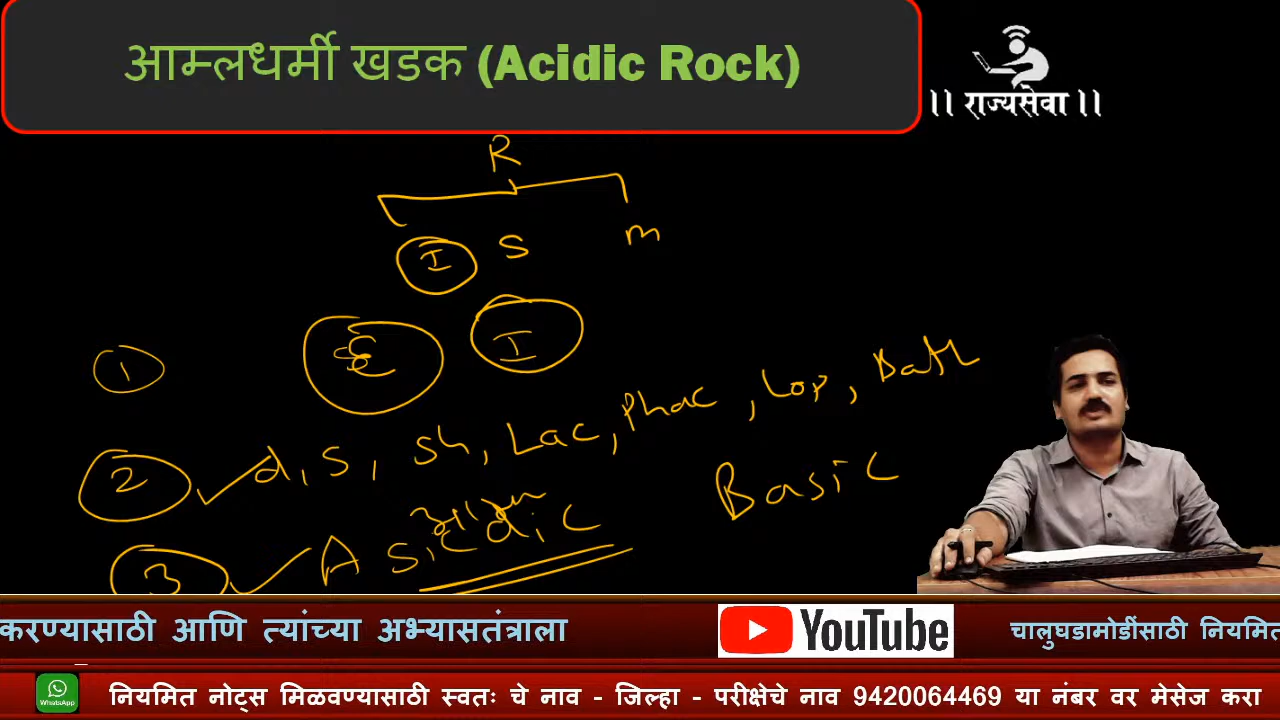 आम्लधर्मी खडक (Acidic Rock)
।। राज्यसेवा ।।
R
I S m
E I
1
2 d, s, sh, Lac, Phac, Lop, Bath
Basic
3 A
करण्यासाठी आणि त्यांच्या अभ्यासतंत्राला
YouTube
चालुघडामोडींसाठी नियमित
WhatsApp
नियमित नोट्स मिळवण्यासाठी स्वतः चे नाव - जिल्हा - परीक्षेचे नाव 9420064469 या नंबर वर मेसेज करा